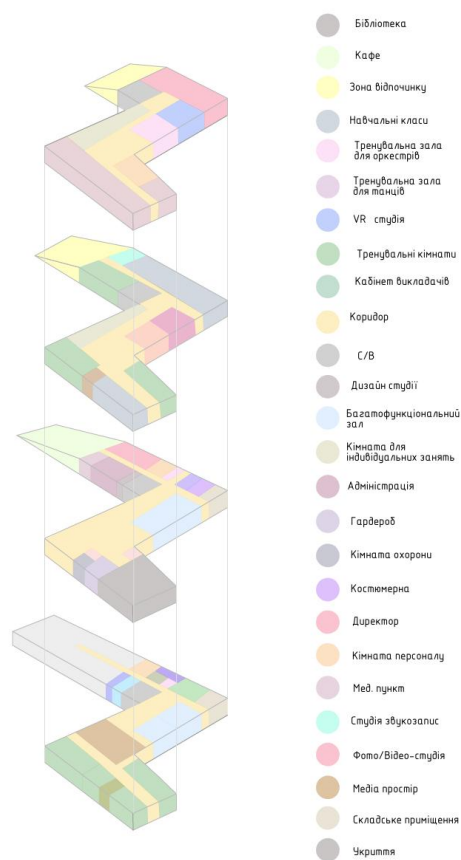 Бібліотека
Кафе
Зона відпочинку
Навчальні класи
Тренувальна зала
для оркестрів
Тренувальна зала
для танців
VR студія
Тренувальні кімнати
Кабінет викладачів
Коридор
С/В
Дизайн студії
Багатофункціональний
зал
Кімната для
індивідуальних занять
Адміністрація
Гардероб
Кімната охорони
Костюмерна
Директор
Кімната персоналу
Мед. пункт
Студія звукозапис
Фото/Відео-студія
Медіа простір
Складське приміщення
Укриття